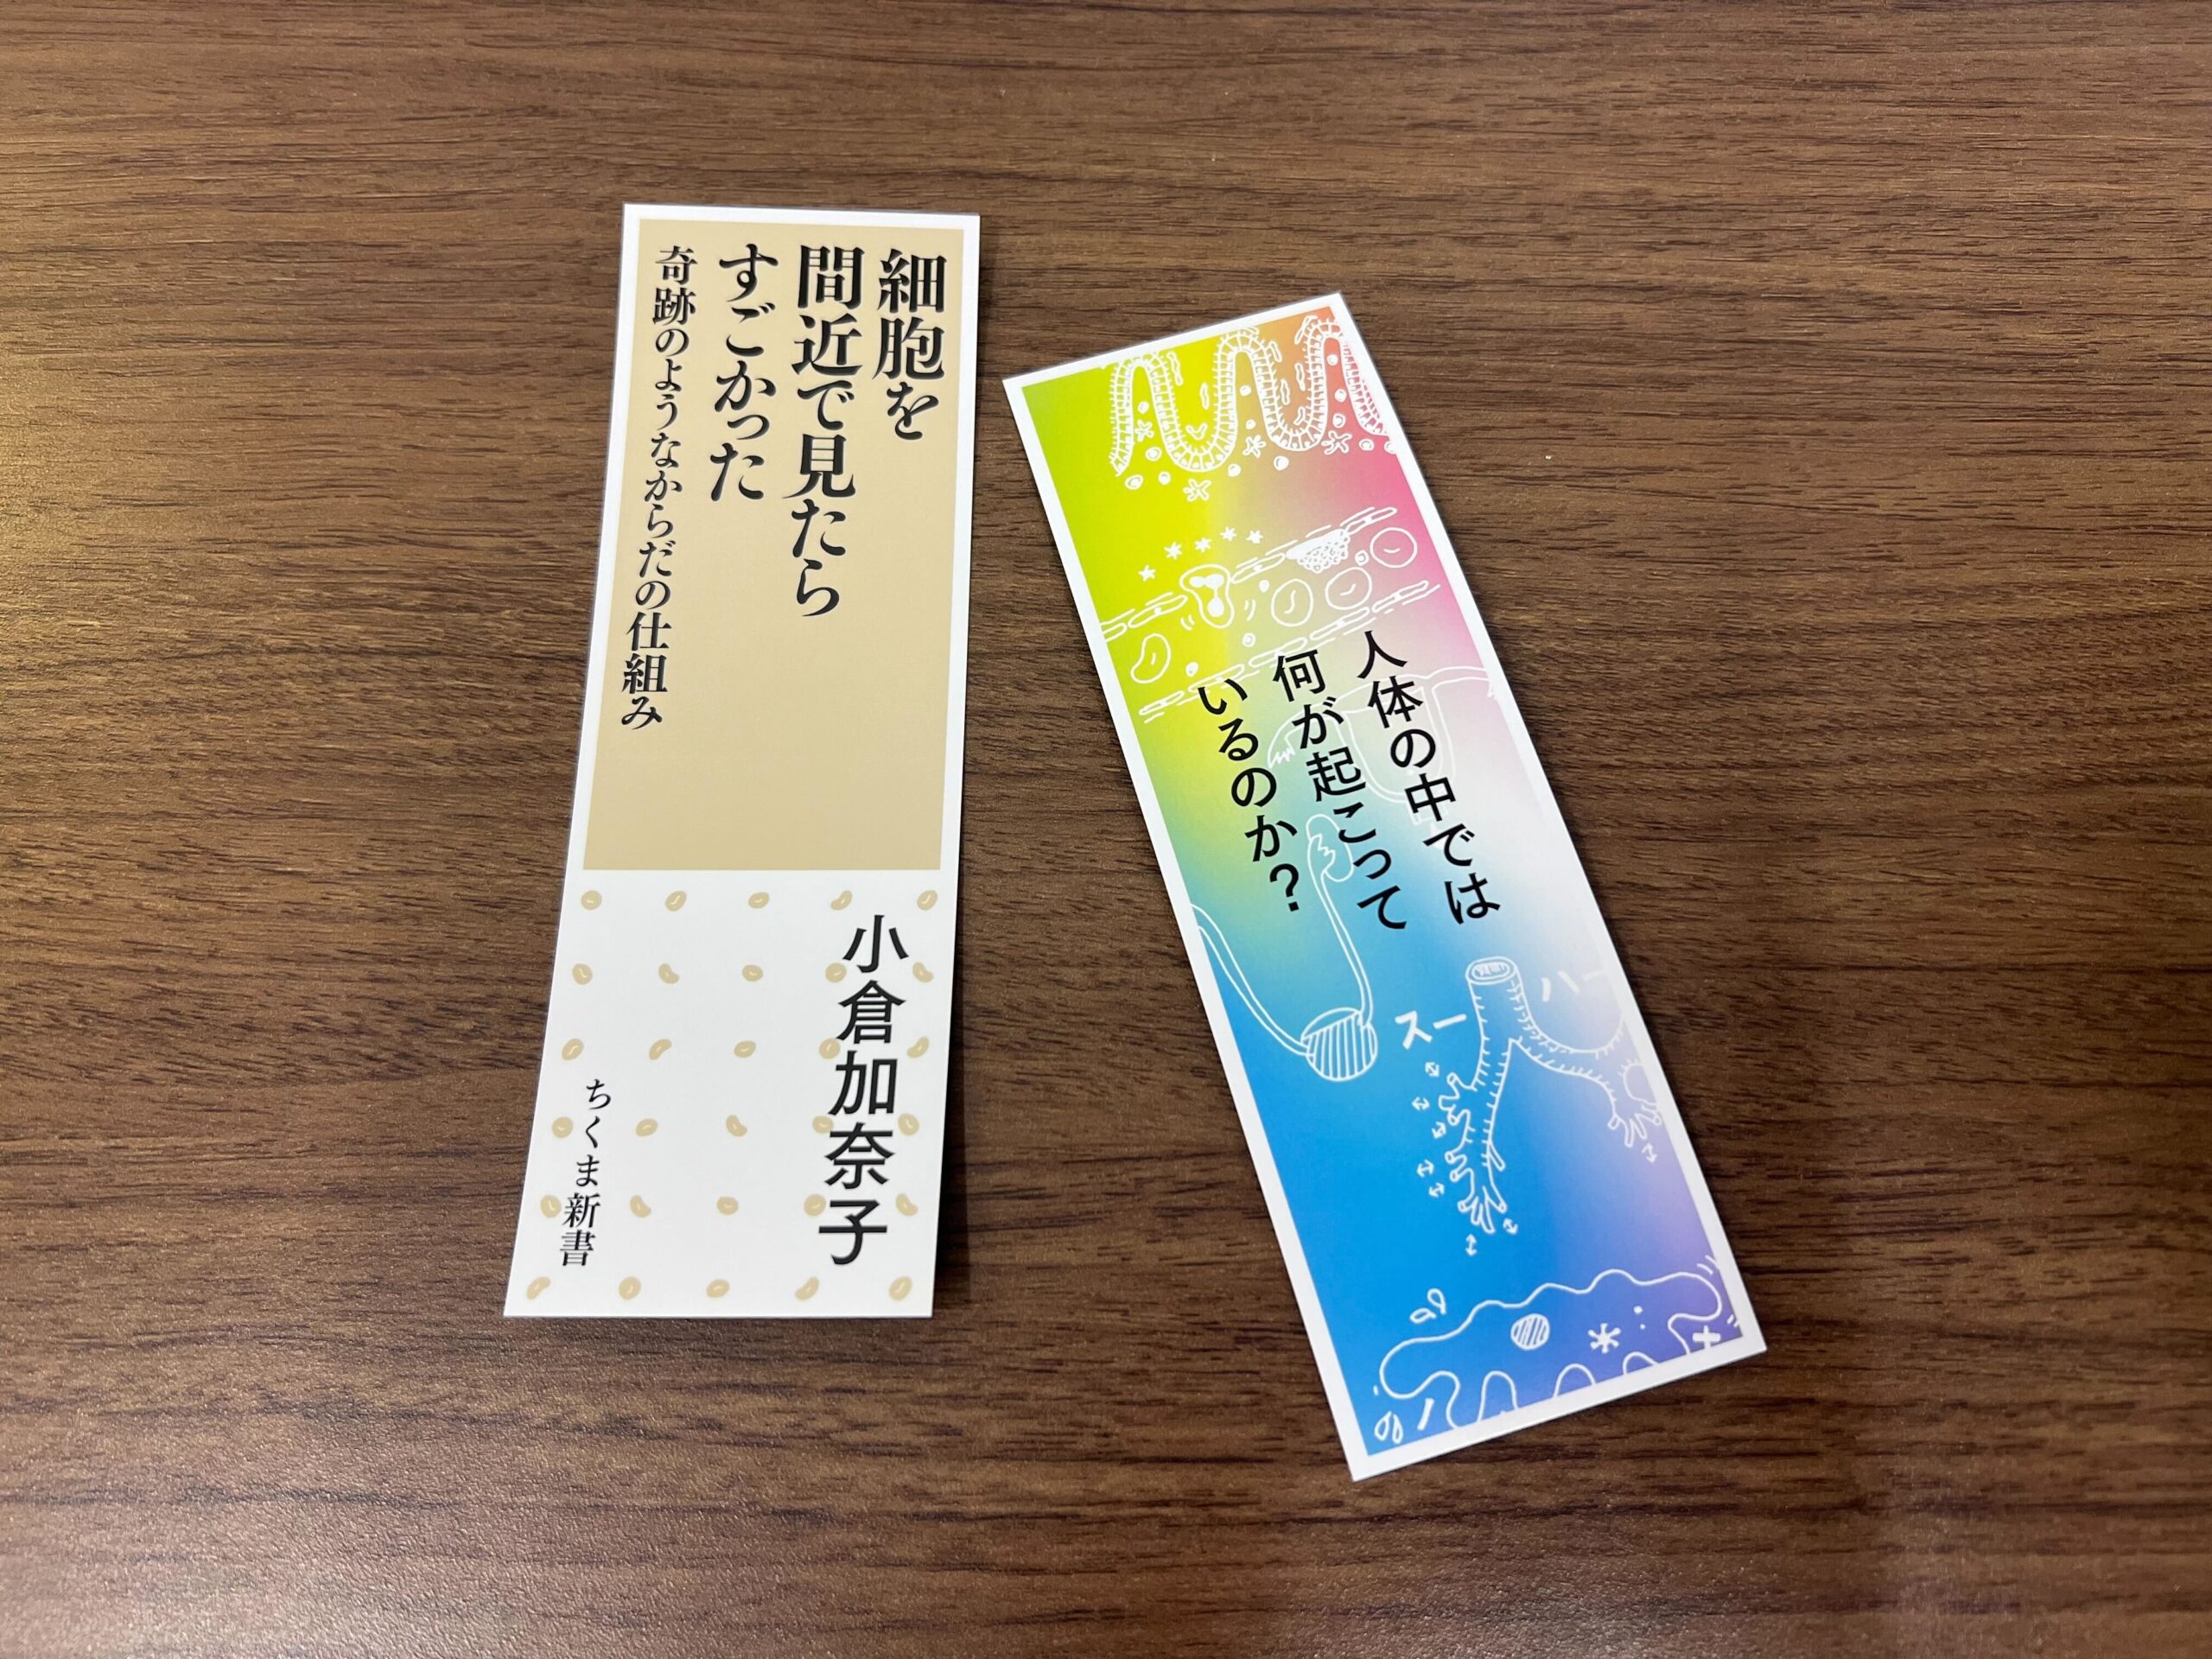 細胞を
間近で見たら
すごかった
奇跡のようなからだの仕組み
小倉加奈子
ちくま新書
人体の中では
何が起こって
いるのか？
スー
ハー